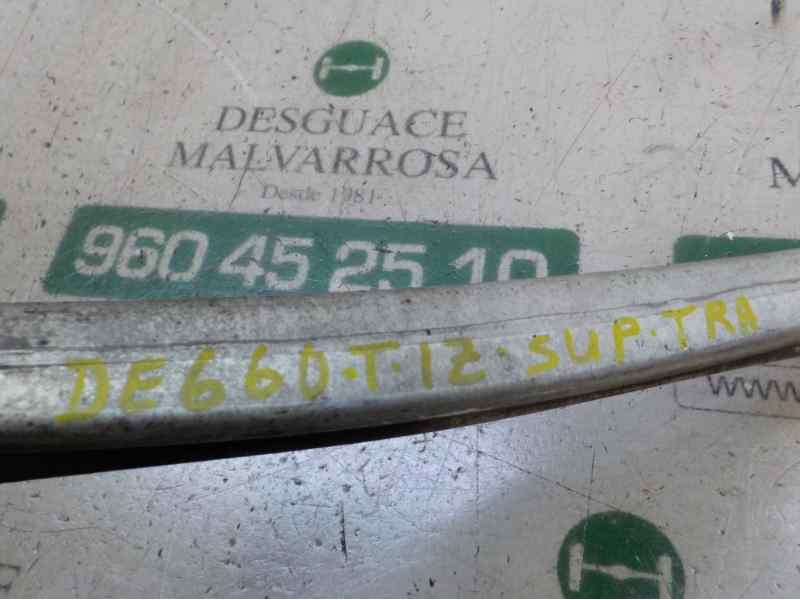 DESGUACE
MALVARROSA
Desde 1981-
960 45 25 10
M
DE660·T·IZ·SUP·TRA